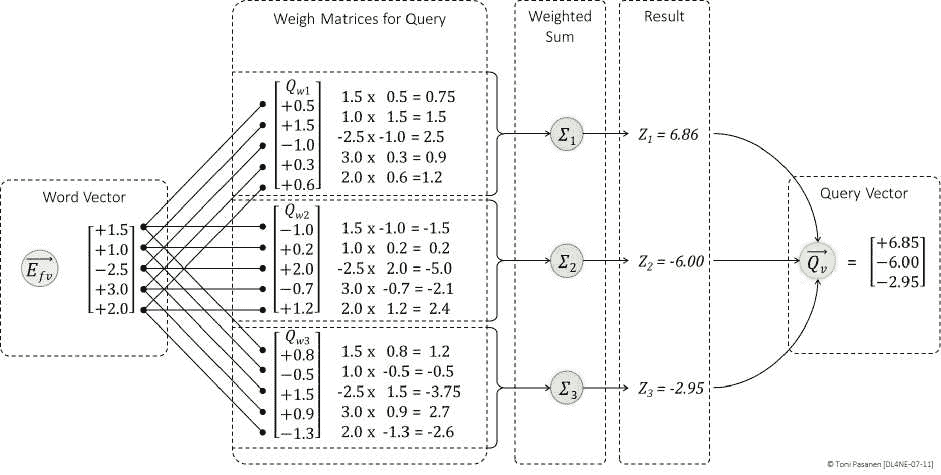 Weigh Matrices for Query
Weighted
Sum
Result
Q_w1
+0.5
+1.5
−1.0
+0.3
+0.6
1.5 x 0.5 = 0.75
1.0 x 1.5 = 1.5
-2.5 x -1.0 = 2.5
3.0 x 0.3 = 0.9
2.0 x 0.6 =1.2
Σ1
Z1 = 6.86
Word Vector
E_fv
+1.5
+1.0
−2.5
+3.0
+2.0
Q_w2
−1.0
+0.2
+2.0
−0.7
+1.2
1.5 x -1.0 = -1.5
1.0 x 0.2 = 0.2
-2.5 x 2.0 = -5.0
3.0 x -0.7 = -2.1
2.0 x 1.2 = 2.4
Σ2
Z2 = -6.00
Query Vector
Q_v
=
+6.85
−6.00
−2.95
Q_w3
+0.8
−0.5
+1.5
+0.9
−1.3
1.5 x 0.8 = 1.2
1.0 x -0.5 = -0.5
-2.5 x 1.5 = -3.75
3.0 x 0.9 = 2.7
2.0 x -1.3 = -2.6
Σ3
Z3 = -2.95
© Toni Pasanen [DL4NE-07-11]